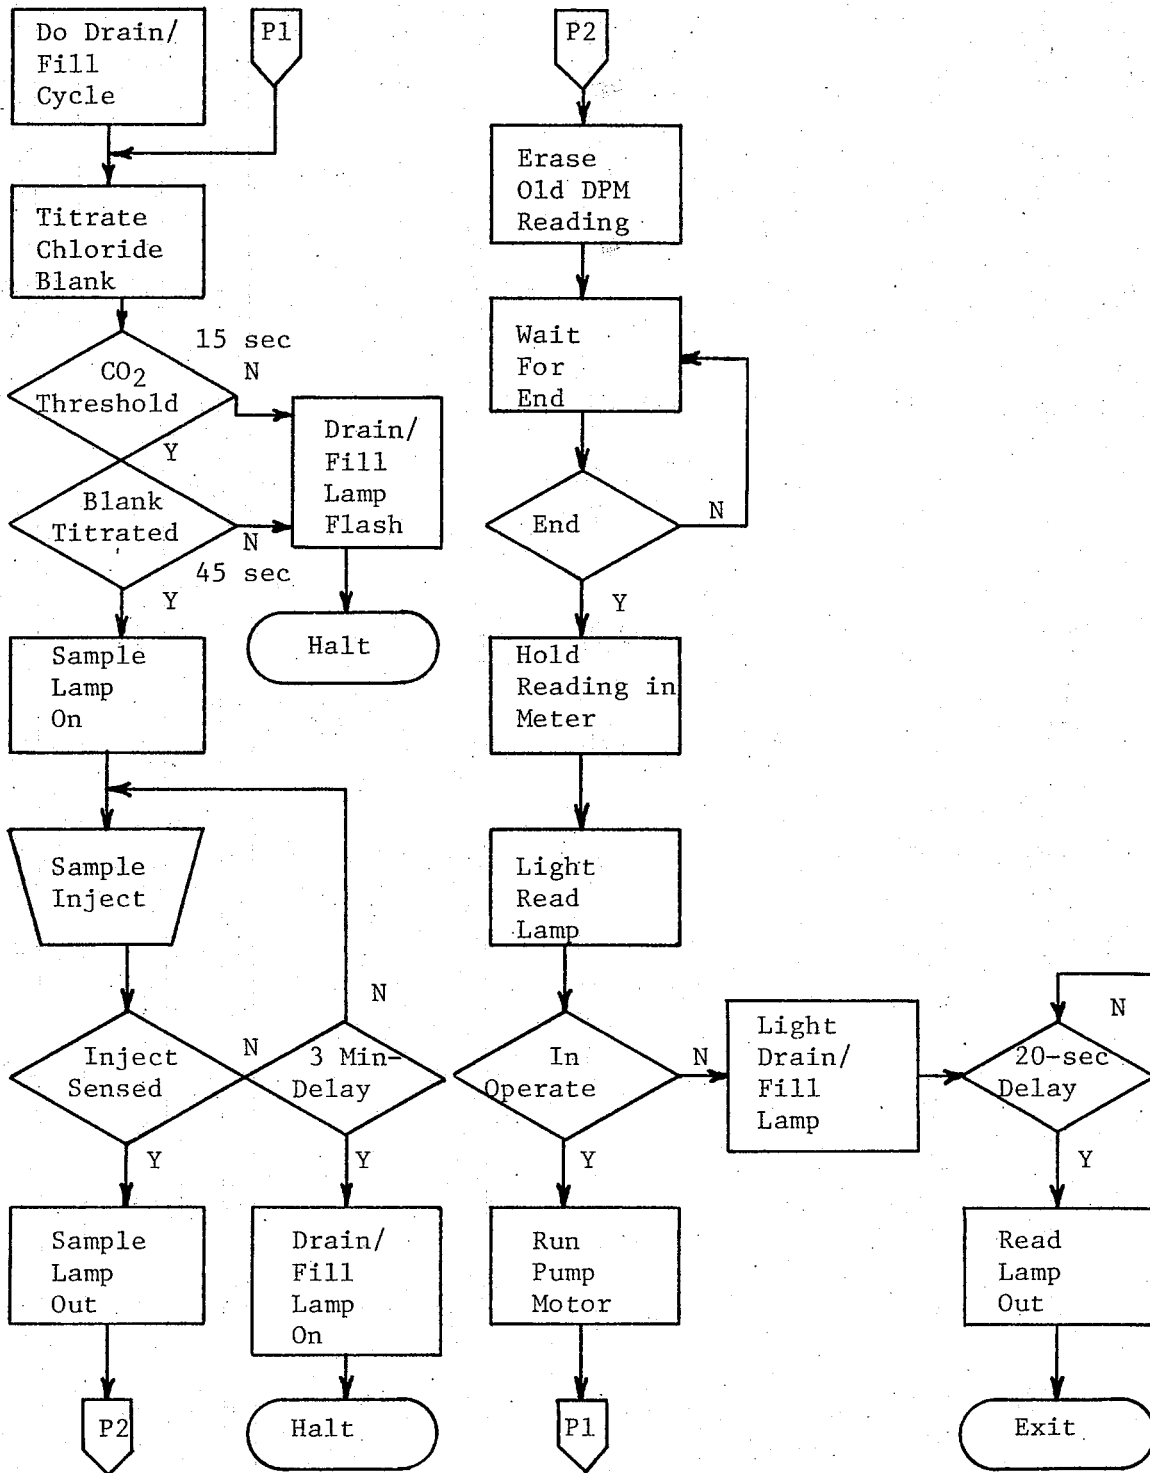 Do Drain/
Fill
Cycle
P1
Titrate
Chloride
Blank
15 sec
N
CO2
Threshold
Y
Drain/
Fill
Lamp
Flash
Blank
Titrated
N
45 sec
Y
Halt
Sample
Lamp
On
Sample
Inject
N
Inject
Sensed
N
3 Min-
Delay
Y
Y
Sample
Lamp
Out
Drain/
Fill
Lamp
On
P2
Halt
P2
Erase
Old DPM
Reading
Wait
For
End
End
N
Y
Hold
Reading in
Meter
Light
Read
Lamp
In
Operate
N
Light
Drain/
Fill
Lamp
N
20-sec
Delay
Y
Y
Run
Pump
Motor
Read
Lamp
Out
P1
Exit